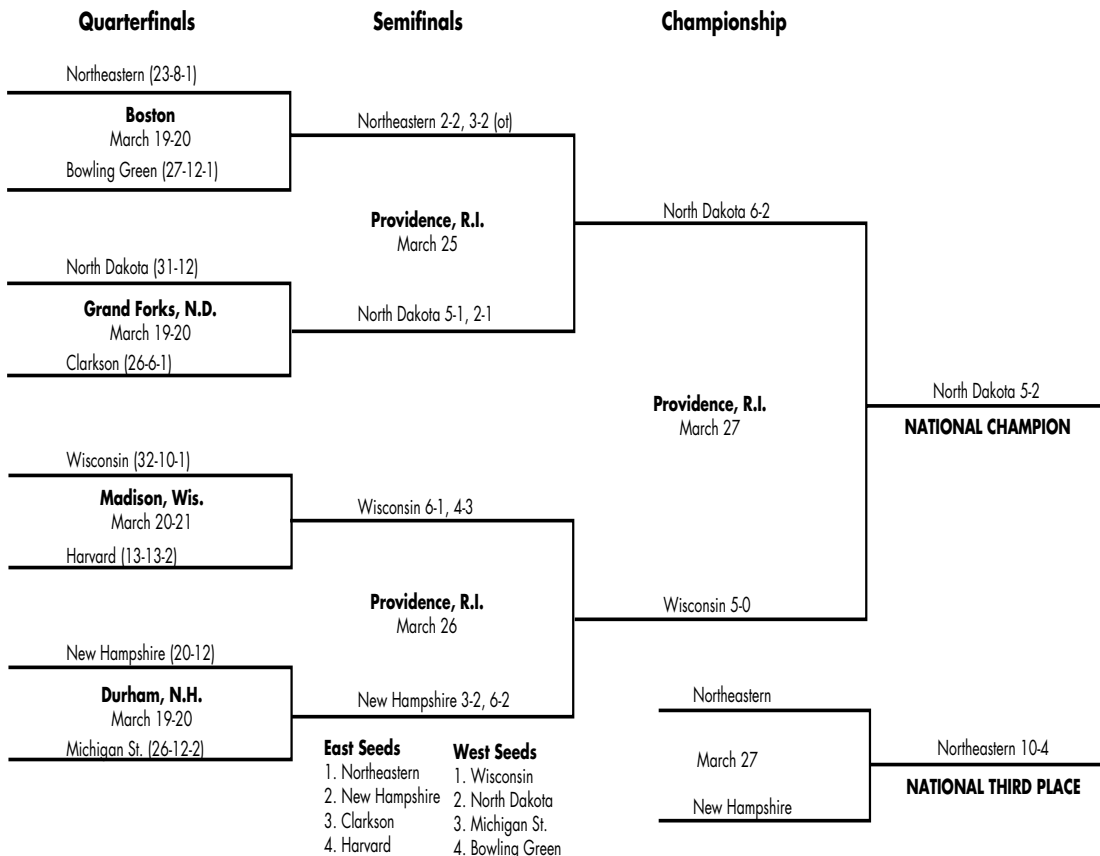 Quarterfinals
Semifinals
Championship
Northeastern (23-8-1)
Boston
March 19-20
Bowling Green (27-12-1)
Northeastern 2-2, 3-2 (ot)
Providence, R.I.
March 25
North Dakota 6-2
North Dakota (31-12)
Grand Forks, N.D.
March 19-20
Clarkson (26-6-1)
North Dakota 5-1, 2-1
Providence, R.I.
March 27
North Dakota 5-2
NATIONAL CHAMPION
Wisconsin (32-10-1)
Madison, Wis.
March 20-21
Harvard (13-13-2)
Wisconsin 6-1, 4-3
Providence, R.I.
March 26
Wisconsin 5-0
New Hampshire (20-12)
Durham, N.H.
March 19-20
Michigan St. (26-12-2)
New Hampshire 3-2, 6-2
East Seeds
1. Northeastern
2. New Hampshire
3. Clarkson
4. Harvard
West Seeds
1. Wisconsin
2. North Dakota
3. Michigan St.
4. Bowling Green
Northeastern
March 27
New Hampshire
Northeastern 10-4
NATIONAL THIRD PLACE